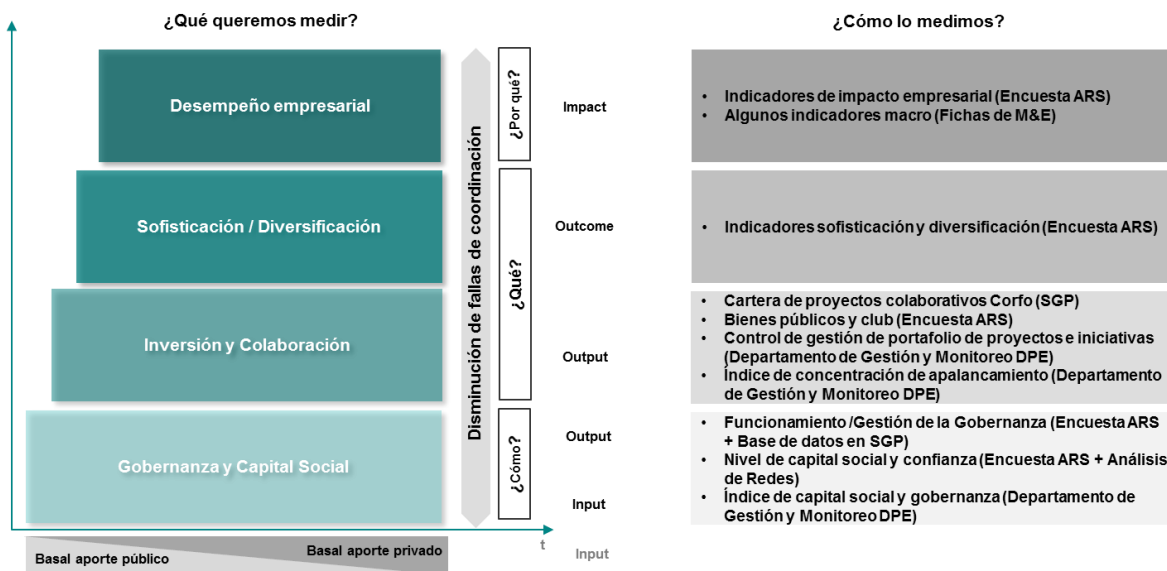 ¿Qué queremos medir?
¿Cómo lo medimos?
Desempeño empresarial
Sofisticación / Diversificación
Inversión y Colaboración
Gobernanza y Capital Social
Disminución de fallas de coordinación
¿Por qué?
¿Qué?
¿Cómo?
Impact
Outcome
Output
Output
Input
t
Input
Basal aporte público
Basal aporte privado
• Indicadores de impacto empresarial (Encuesta ARS)
• Algunos indicadores macro (Fichas de M&E)
• Indicadores sofisticación y diversificación (Encuesta ARS)
• Cartera de proyectos colaborativos Corfo (SGP)
• Bienes públicos y club (Encuesta ARS)
• Control de gestión de portafolio de proyectos e iniciativas
(Departamento de Gestión y Monitoreo DPE)
• Índice de concentración de apalancamiento (Departamento
de Gestión y Monitoreo DPE)
• Funcionamiento /Gestión de la Gobernanza (Encuesta ARS
+ Base de datos en SGP)
• Nivel de capital social y confianza (Encuesta ARS + Análisis
de Redes)
• Índice de capital social y gobernanza (Departamento de
Gestión y Monitoreo DPE)